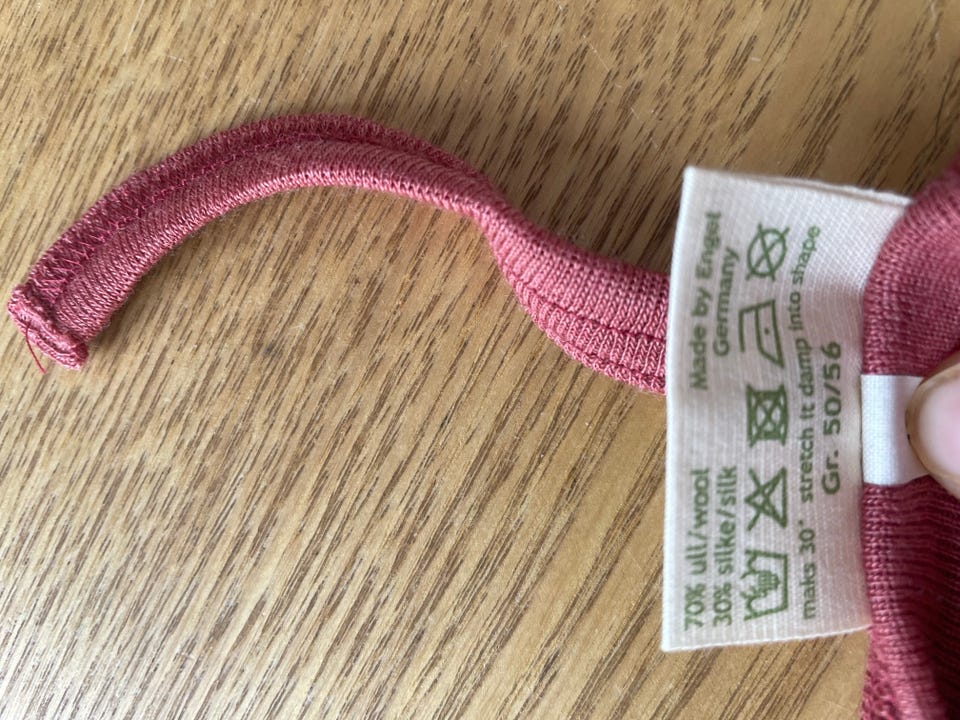 70% ull/wool Made by Engel
30% silke/silk Germany
maks 30° stretch it damp into shape
Gr. 50/56